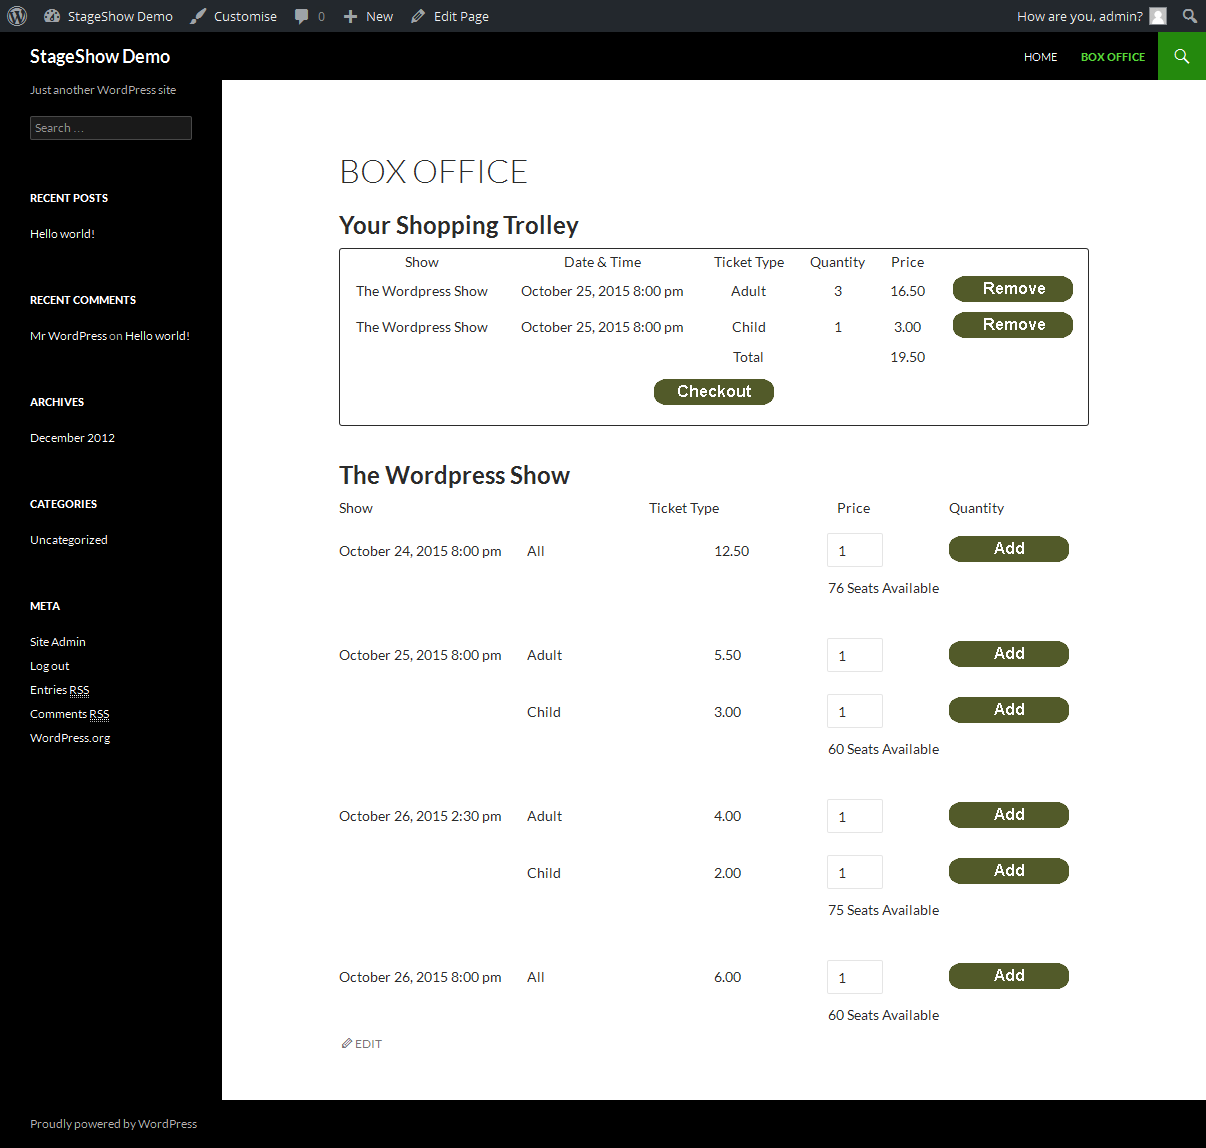 StageShow Demo Customise 0 New Edit Page How are you, admin?
StageShow Demo HOME BOX OFFICE
Just another WordPress site
Search …
RECENT POSTS
Hello world!
RECENT COMMENTS
Mr WordPress on Hello world!
ARCHIVES
December 2012
CATEGORIES
Uncategorized
META
Site Admin
Log out
Entries RSS
Comments RSS
WordPress.org
BOX OFFICE
Your Shopping Trolley
Show Date & Time Ticket Type Quantity Price
The Wordpress Show October 25, 2015 8:00 pm Adult 3 16.50 Remove
The Wordpress Show October 25, 2015 8:00 pm Child 1 3.00 Remove
Total 19.50
Checkout
The Wordpress Show
Show Ticket Type Price Quantity
October 24, 2015 8:00 pm All 12.50 1 Add
76 Seats Available
October 25, 2015 8:00 pm Adult 5.50 1 Add
Child 3.00 1 Add
60 Seats Available
October 26, 2015 2:30 pm Adult 4.00 1 Add
Child 2.00 1 Add
75 Seats Available
October 26, 2015 8:00 pm All 6.00 1 Add
60 Seats Available
EDIT
Proudly powered by WordPress